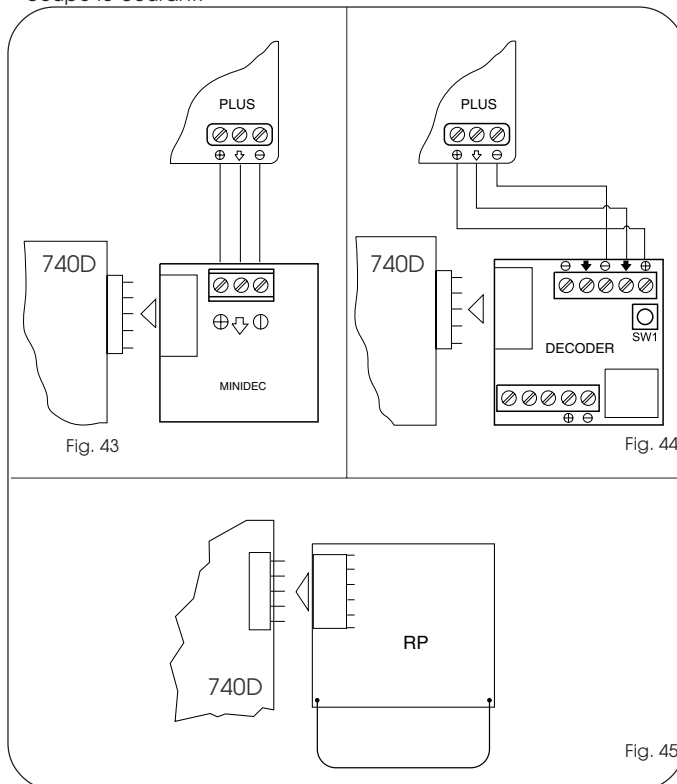 PLUS
740D
MINIDEC
Fig. 43
PLUS
740D
SW1
DECODER
Fig. 44
740D
RP
Fig. 45